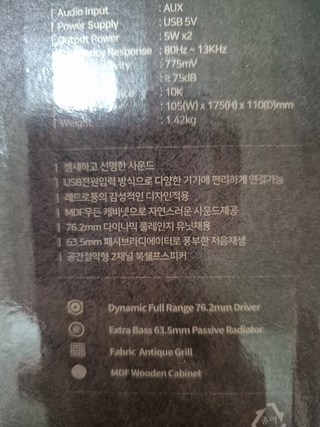 Audio Input : AUX
Power Supply : USB 5V
Output Power : 5W x2
Response : 80Hz ~ 13KHz
: 775mV
: ≥ 75dB
: 10K
: 105(W) x 175(H) x 110(D)mm
Weight : 1.42kg
섬세하고 선명한 사운드
USB전원입력 방식으로 다양한 기기에 편리하게 연결가능
레트로풍의 감성적인 디자인적용
MDF우든 캐비넷으로 자연스러운 사운드제공
76.2mm 다이나믹 풀레인지 유닛채용
63.5mm 패시브라디에이터로 풍부한 저음재생
공간절약형 2채널 북쉘프스피커
Dynamic Full Range 76.2mm Driver
Extra Bass 63.5mm Passive Radiator
Fabric Antique Grill
MDF Wooden Cabinet
종이